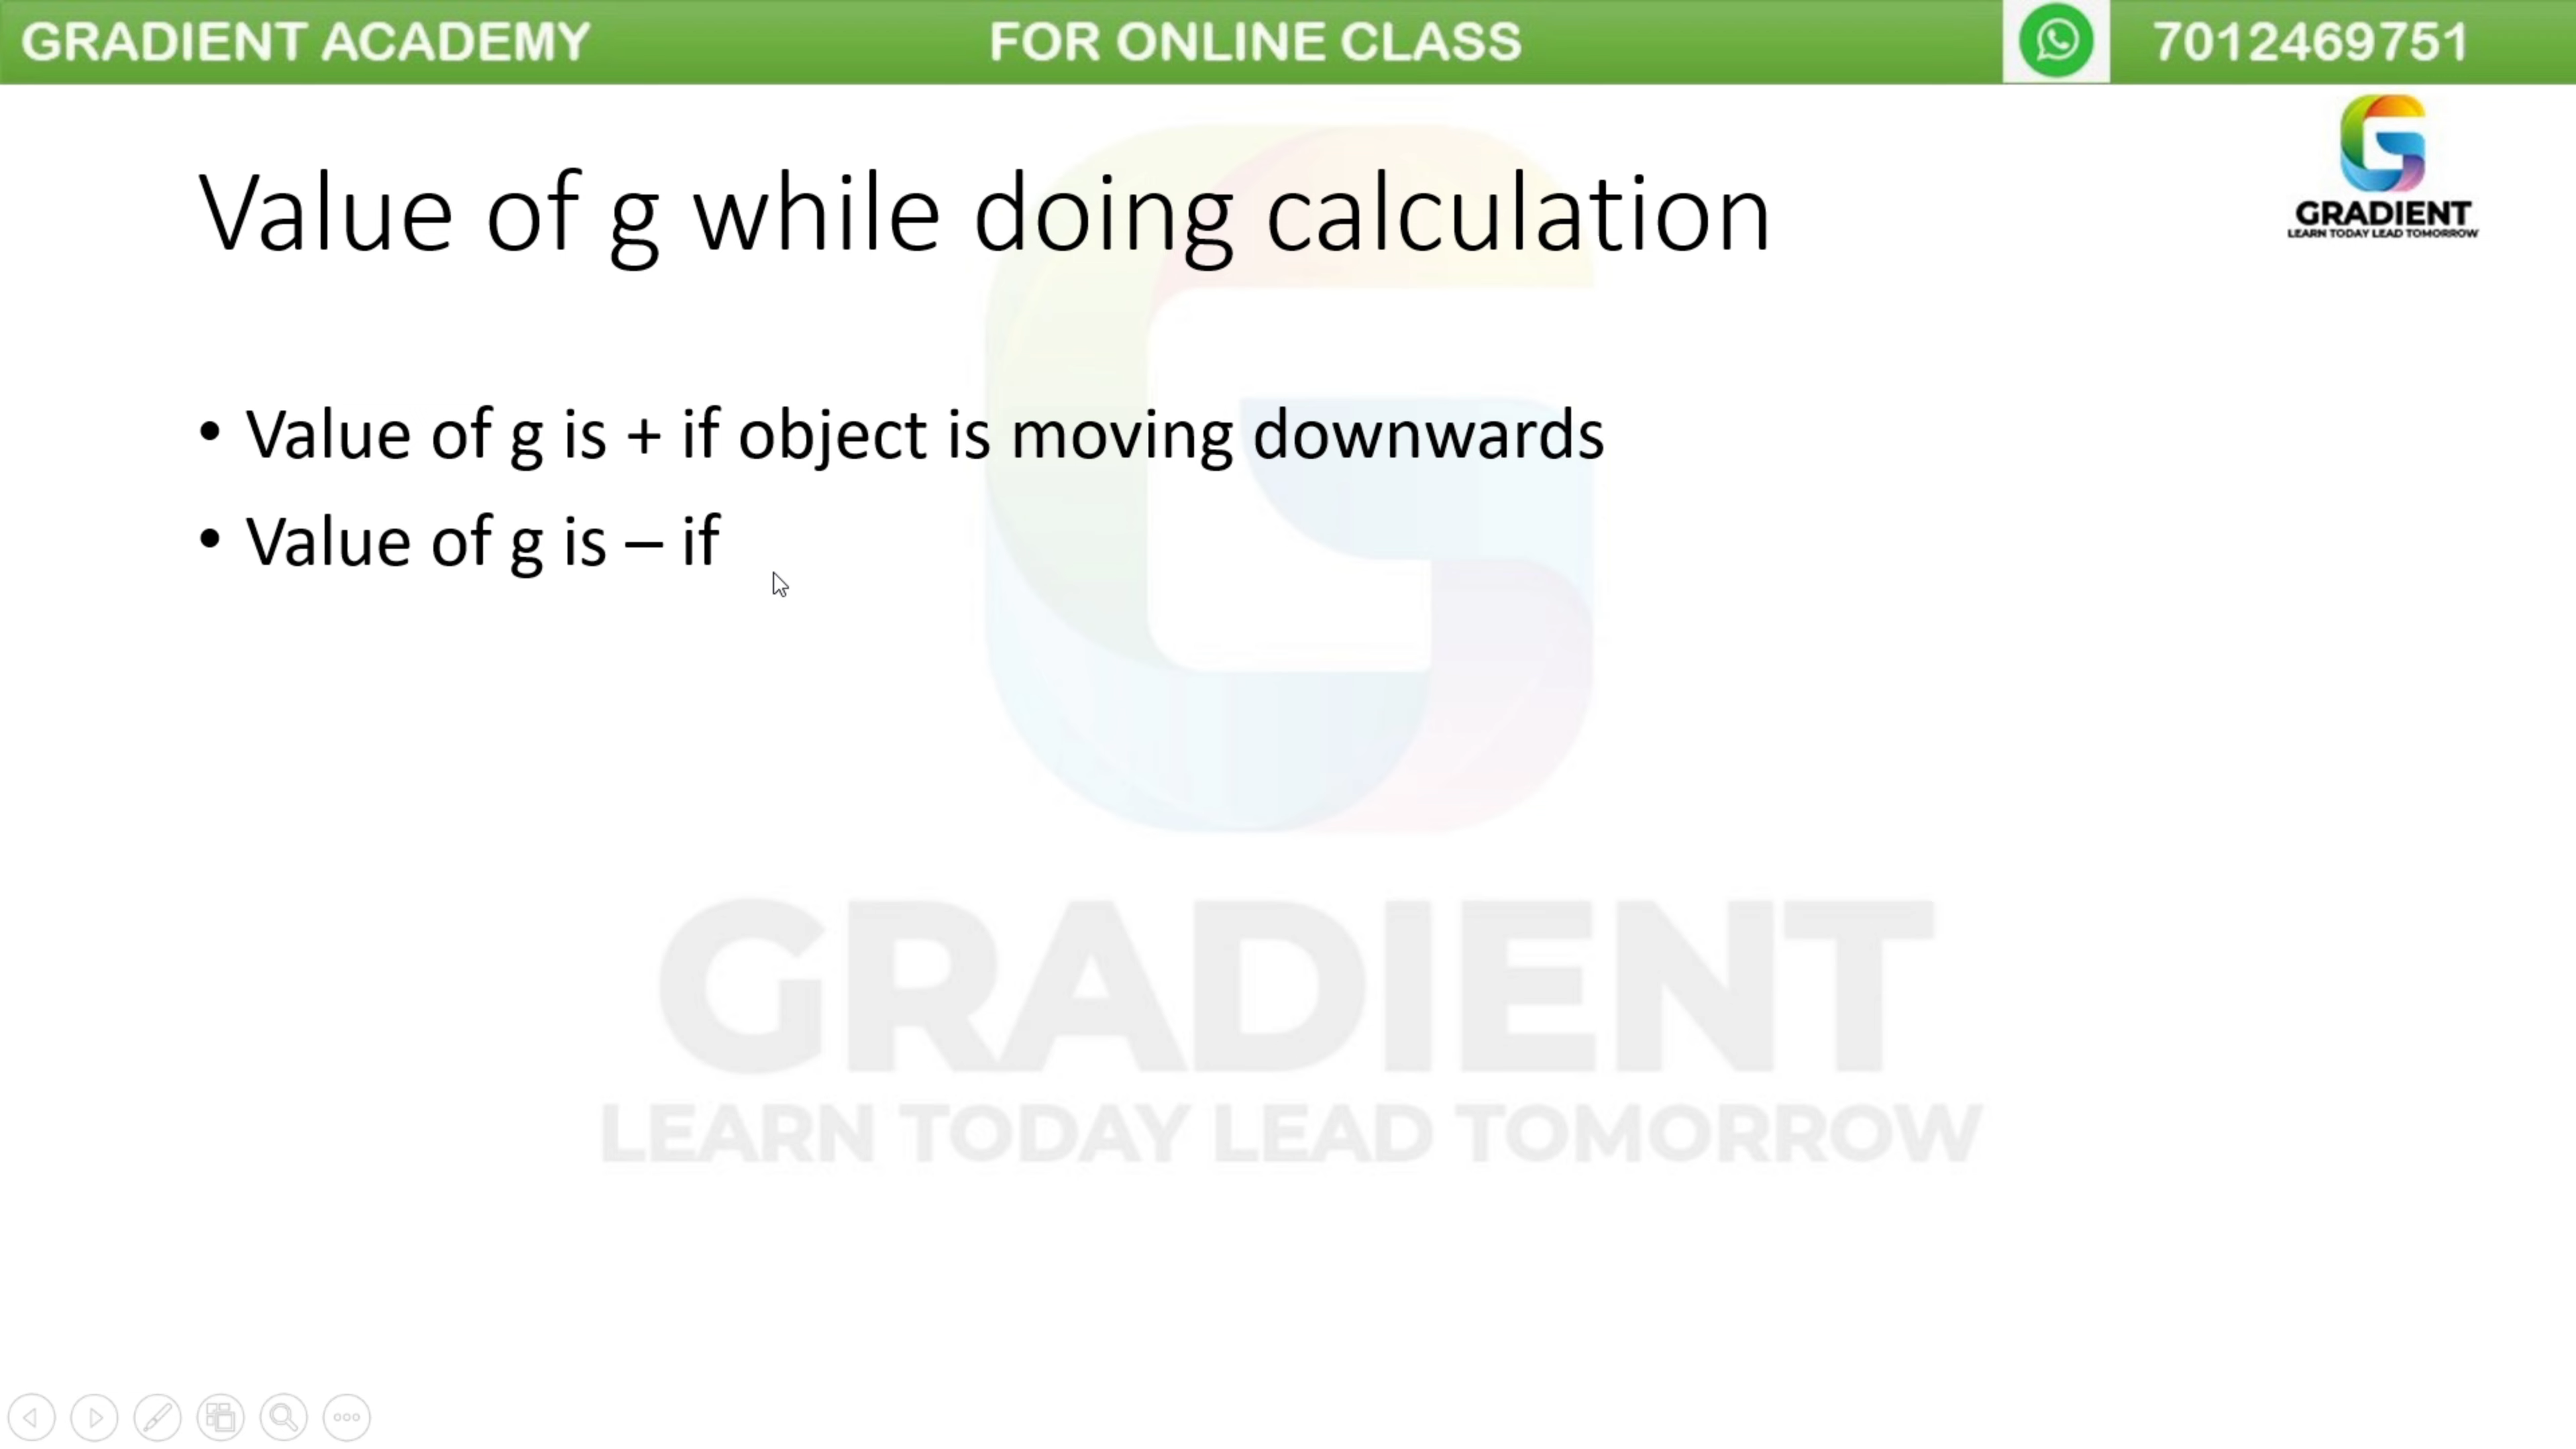 GRADIENT ACADEMY FOR ONLINE CLASS 7012469751
GRADIENT
LEARN TODAY LEAD TOMORROW
Value of g while doing calculation
• Value of g is + if object is moving downwards
• Value of g is – if
GRADIENT
LEARN TODAY LEAD TOMORROW